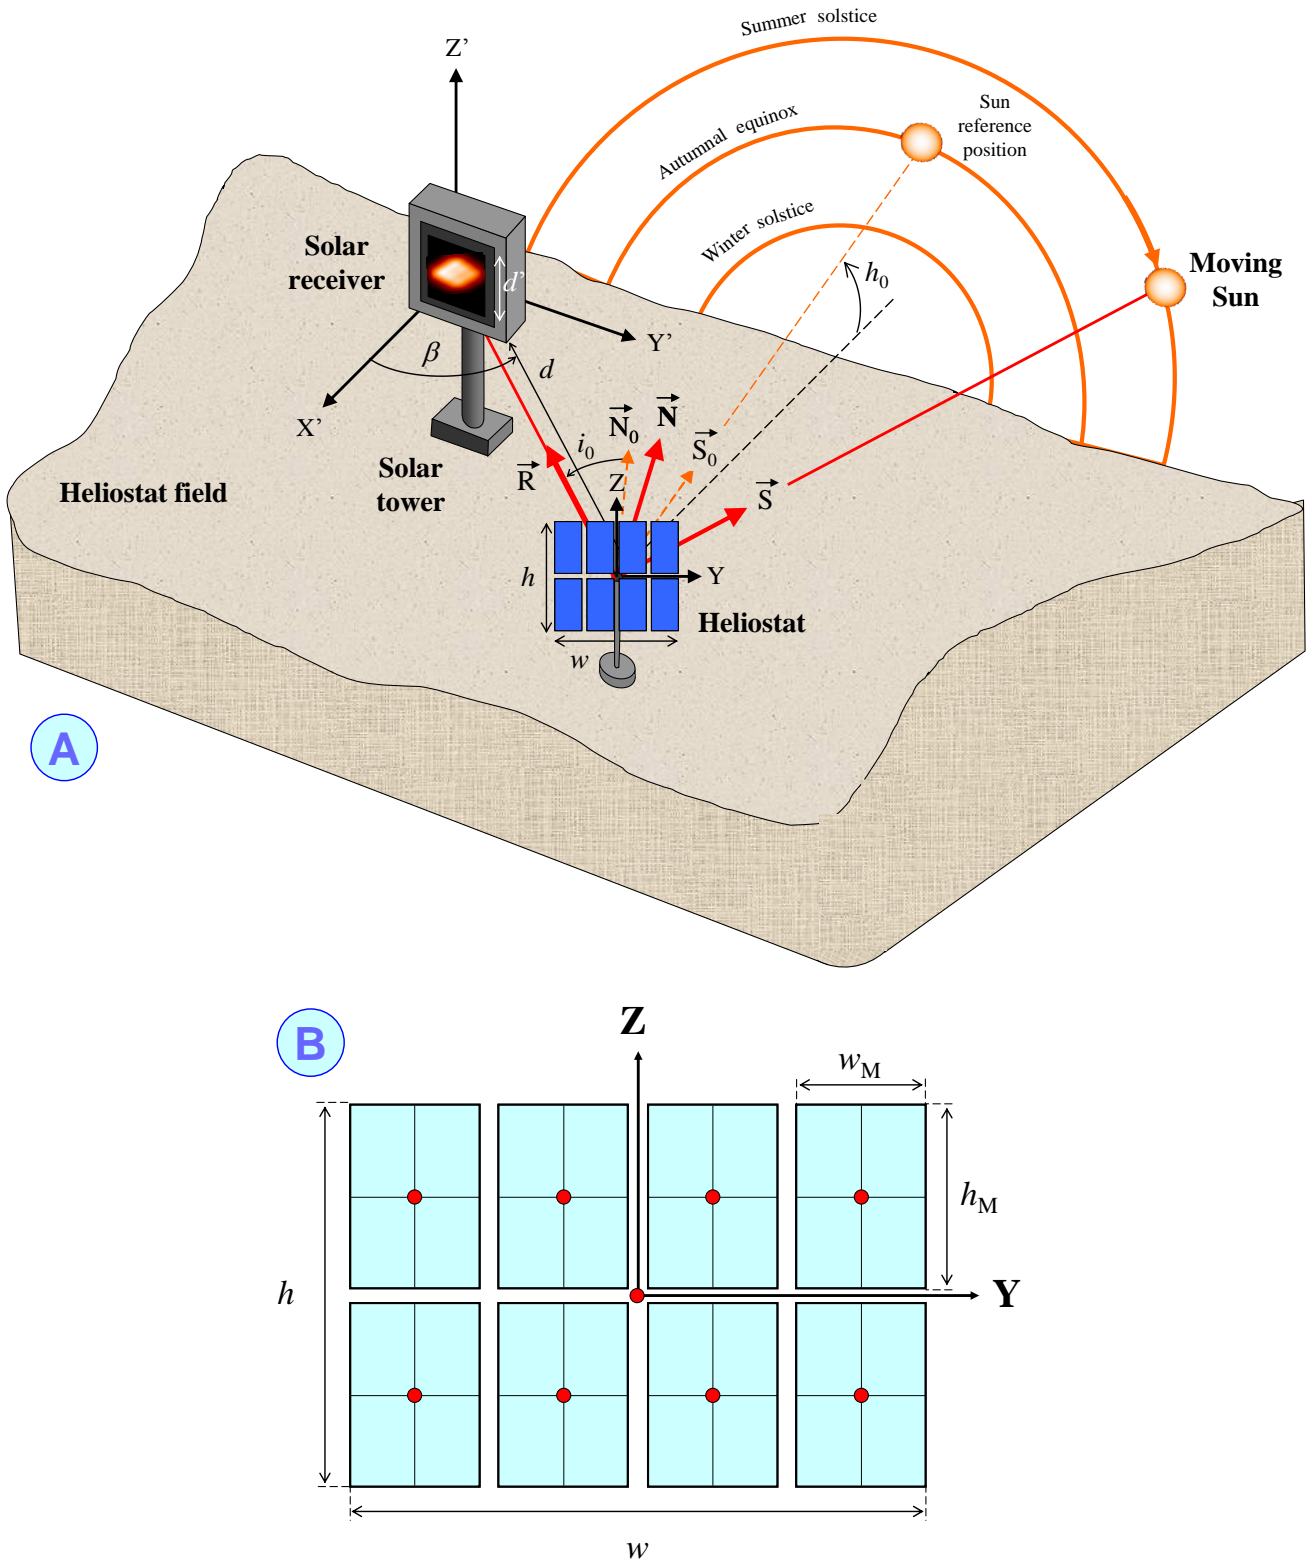 Summer solstice
Z’
Autumnal equinox
Sun
reference
position
Winter solstice
Solar
receiver
d’
h0
Moving
Sun
β
Y’
d
X’
N0
N
i0
S0
R
Z
S
Solar
tower
Heliostat field
h
Y
Heliostat
w
A
B
Z
wM
hM
h
Y
w